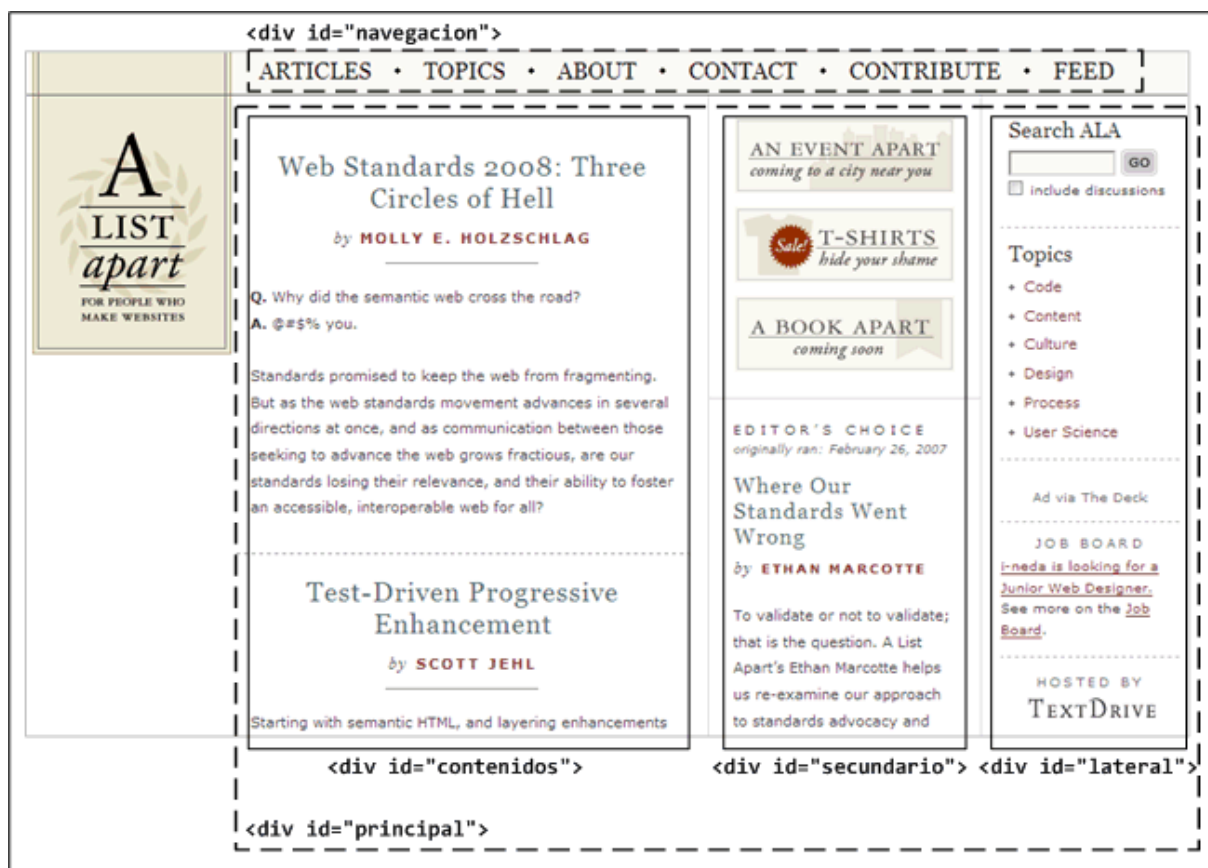 <div id="navegacion">
ARTICLES • TOPICS • ABOUT • CONTACT • CONTRIBUTE • FEED
A
LIST
apart
FOR PEOPLE WHO
MAKE WEBSITES
Web Standards 2008: Three
Circles of Hell
by MOLLY E. HOLZSCHLAG
Q. Why did the semantic web cross the road?
A. @#$% you.
Standards promised to keep the web from fragmenting.
But as the web standards movement advances in several
directions at once, and as communication between those
seeking to advance the web grows fractious, are our
standards losing their relevance, and their ability to foster
an accessible, interoperable web for all?
Test-Driven Progressive
Enhancement
by SCOTT JEHL
Starting with semantic HTML, and layering enhancements
<div id="contenidos">
AN EVENT APART
coming to a city near you
Sale!
T-SHIRTS
hide your shame
A BOOK APART
coming soon
EDITOR'S CHOICE
originally ran: February 26, 2007
Where Our
Standards Went
Wrong
by ETHAN MARCOTTE
To validate or not to validate;
that is the question. A List
Apart's Ethan Marcotte helps
us re-examine our approach
to standards advocacy and
<div id="secundario">
Search ALA
GO
include discussions
Topics
+ Code
+ Content
+ Culture
+ Design
+ Process
+ User Science
Ad via The Deck
JOB BOARD
i-neda is looking for a
Junior Web Designer.
See more on the Job
Board.
HOSTED BY
TEXTDRIVE
<div id="lateral">
<div id="principal">